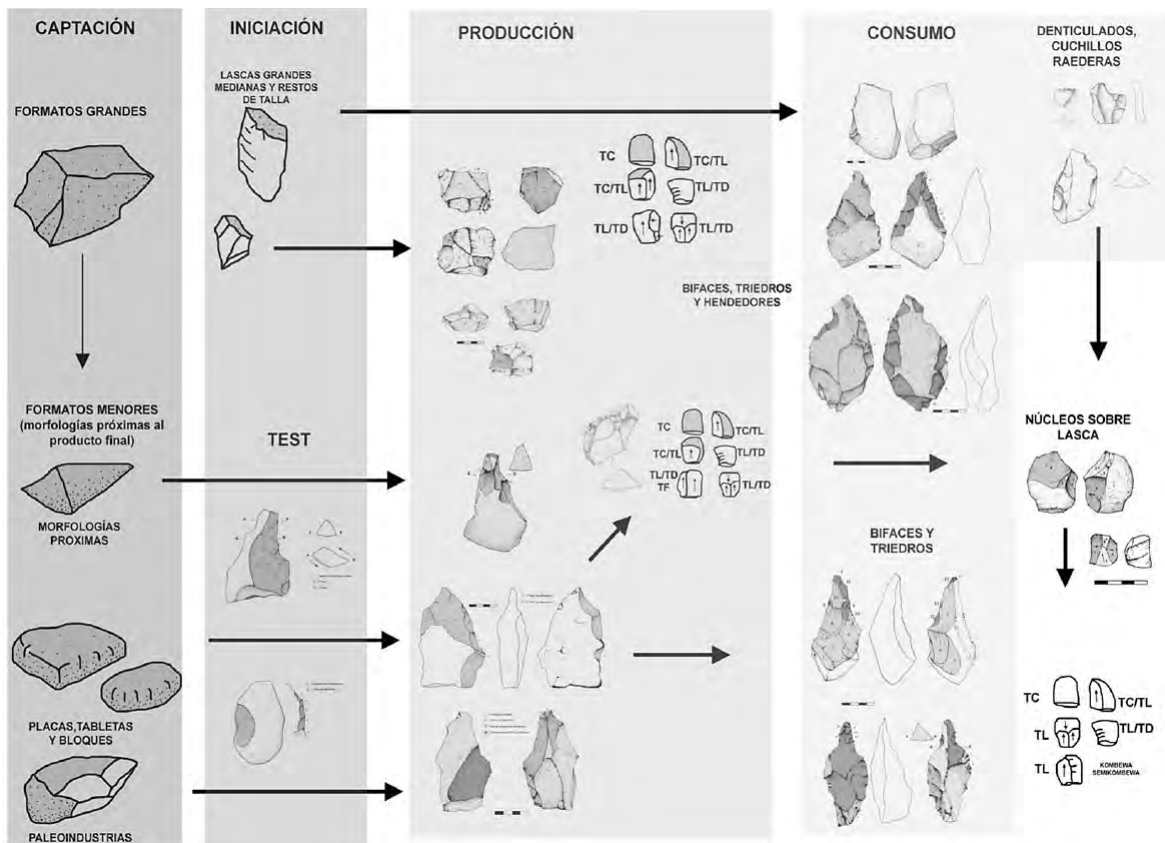 CAPTACIÓN
FORMATOS GRANDES
FORMATOS MENORES
(morfologías próximas al
producto final)
MORFOLOGÍAS
PROXIMAS
PLACAS,TABLETAS
Y BLOQUES
PALEOINDUSTRIAS
INICIACIÓN
LASCAS GRANDES
MEDIANAS Y RESTOS
DE TALLA
TEST
PRODUCCIÓN
TC
TC/TL
TC/TL
TL/TD
TL/TD
TL/TD
BIFACES, TRIEDROS
Y HENDEDORES
TC
TC/TL
TC/TL
TL/TD
TL/TD
TF
TL/TD
CONSUMO
BIFACES Y
TRIEDROS
DENTICULADOS,
CUCHILLOS
RAEDERAS
NÚCLEOS SOBRE
LASCA
TC
TC/TL
TL
TL/TD
TL
KOMBEWA
SEMIKOMBEWA